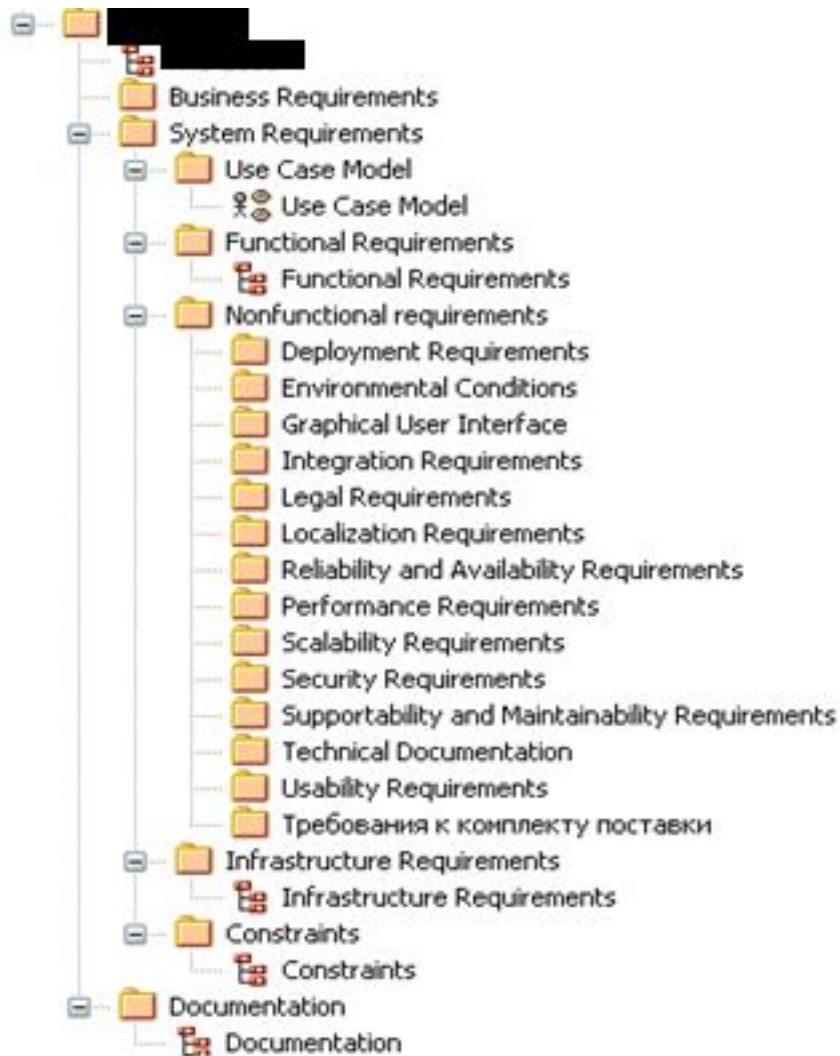 Business Requirements
System Requirements
Use Case Model
Use Case Model
Functional Requirements
Functional Requirements
Nonfunctional requirements
Deployment Requirements
Environmental Conditions
Graphical User Interface
Integration Requirements
Legal Requirements
Localization Requirements
Reliability and Availability Requirements
Performance Requirements
Scalability Requirements
Security Requirements
Supportability and Maintainability Requirements
Technical Documentation
Usability Requirements
Требования к комплекту поставки
Infrastructure Requirements
Infrastructure Requirements
Constraints
Constraints
Documentation
Documentation